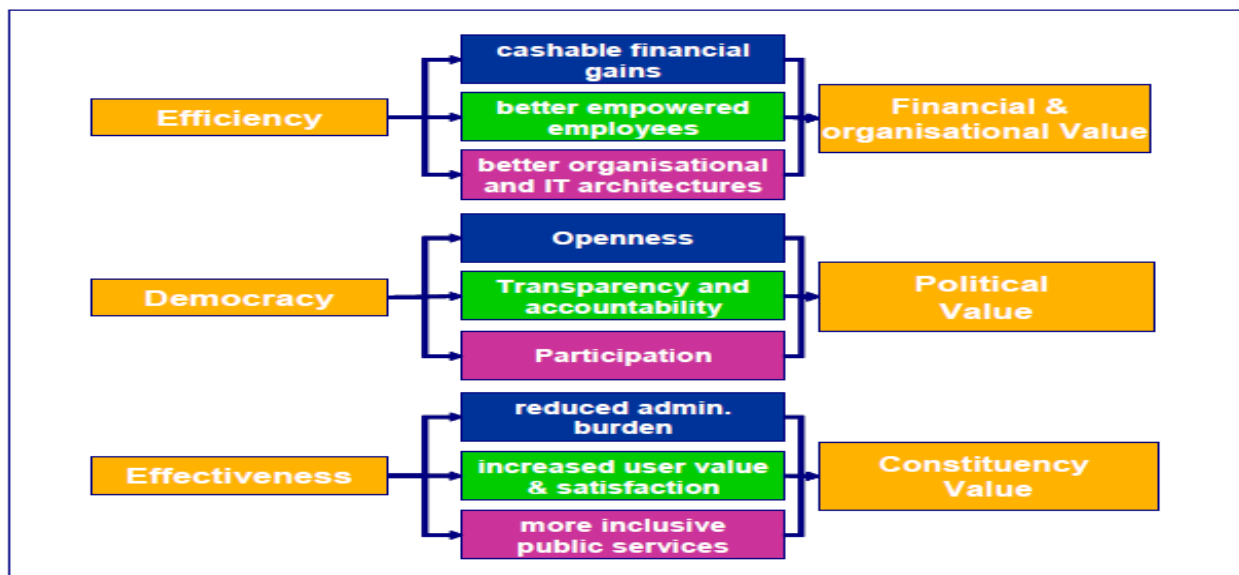 cashable financial
gains
Efficiency
better empowered
employees
Financial &
organisational Value
better organisational
and IT architectures
Openness
Democracy
Transparency and
accountability
Political
Value
Participation
reduced admin.
burden
Effectiveness
increased user value
& satisfaction
Constituency
Value
more inclusive
public services